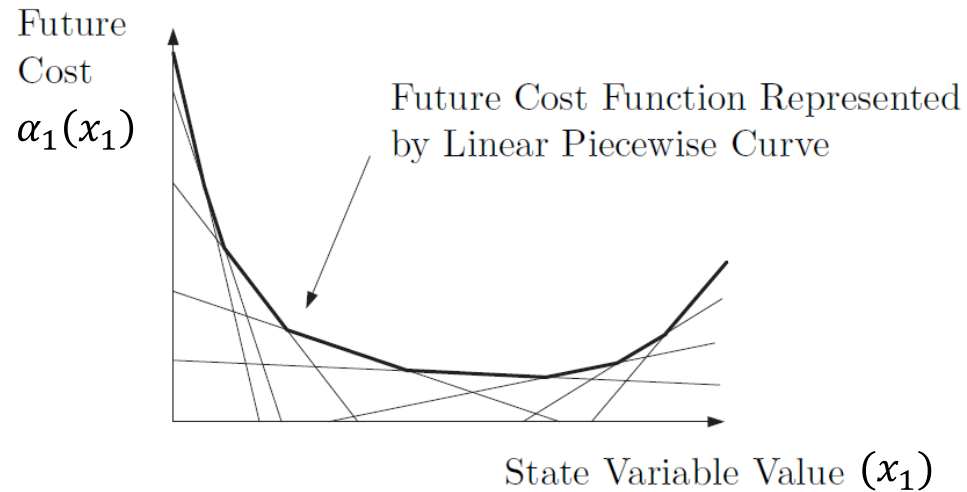 Future
Cost
α₁(x₁)
Future Cost Function Represented
by Linear Piecewise Curve
State Variable Value (x₁)